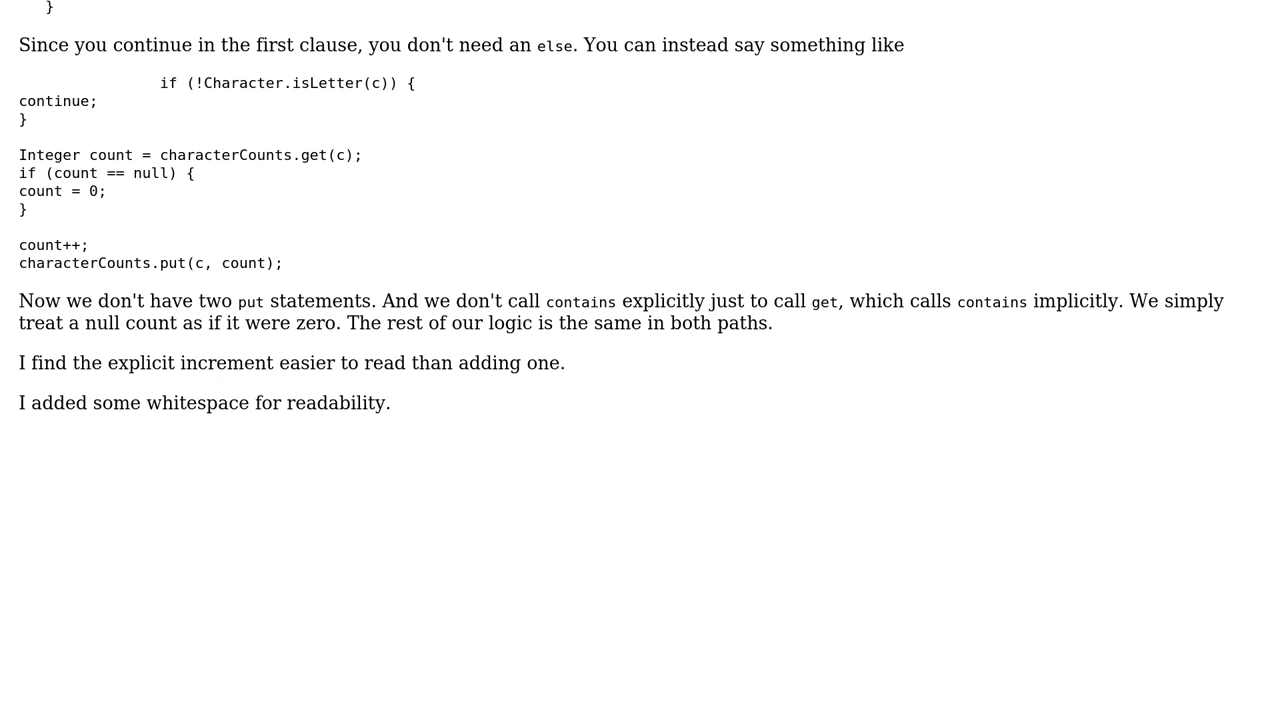 }
Since you continue in the first clause, you don't need an else. You can instead say something like
if (!Character.isLetter(c)) {
continue;
}
Integer count = characterCounts.get(c);
if (count == null) {
count = 0;
}
count++;
characterCounts.put(c, count);
Now we don't have two put statements. And we don't call contains explicitly just to call get, which calls contains implicitly. We simply
treat a null count as if it were zero. The rest of our logic is the same in both paths.
I find the explicit increment easier to read than adding one.
I added some whitespace for readability.